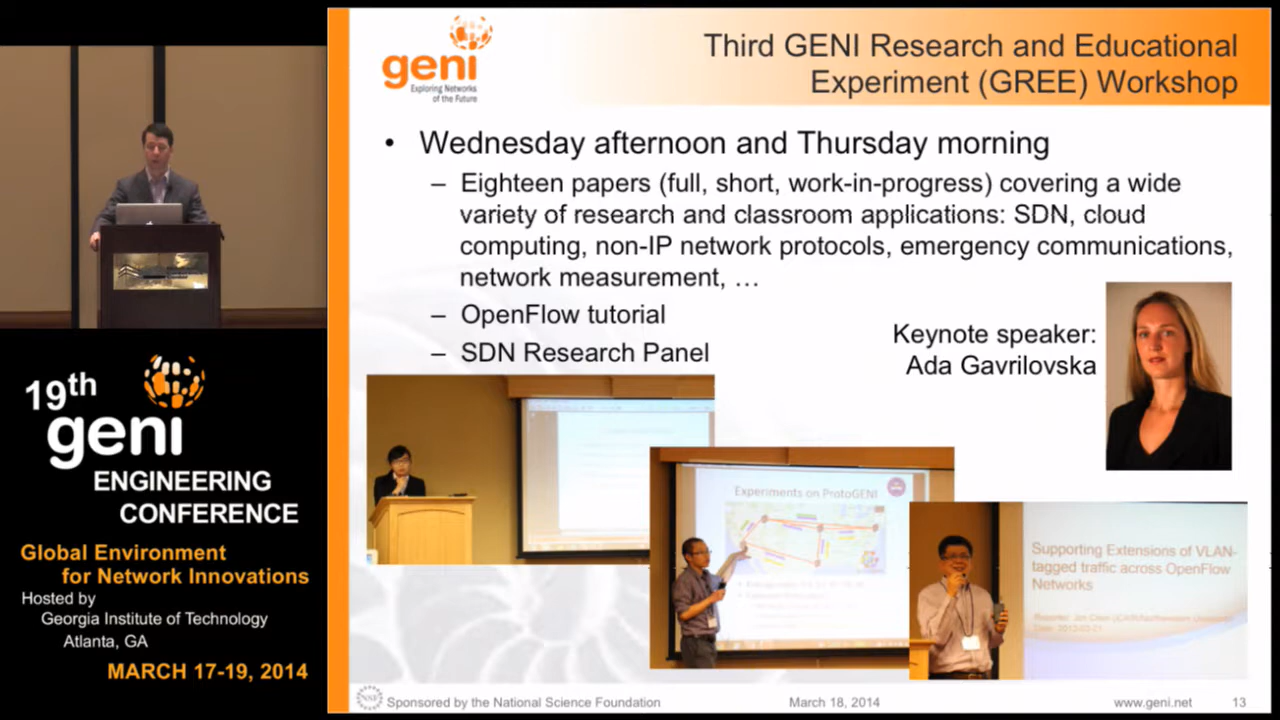 geni
Exploring Networks
of the Future
Third GENI Research and Educational
Experiment (GREE) Workshop
• Wednesday afternoon and Thursday morning
– Eighteen papers (full, short, work-in-progress) covering a wide
variety of research and classroom applications: SDN, cloud
computing, non-IP network protocols, emergency communications,
network measurement, …
– OpenFlow tutorial
– SDN Research Panel
Keynote speaker:
Ada Gavrilovska
Experiments on ProtoGENI
Supporting Extensions of VLAN-
tagged traffic across OpenFlow
Networks
19th
geni
ENGINEERING
CONFERENCE
Global Environment
for Network Innovations
Hosted by
Georgia Institute of Technology
Atlanta, GA
MARCH 17-19, 2014
NSF
Sponsored by the National Science Foundation
March 18, 2014
www.geni.net
13